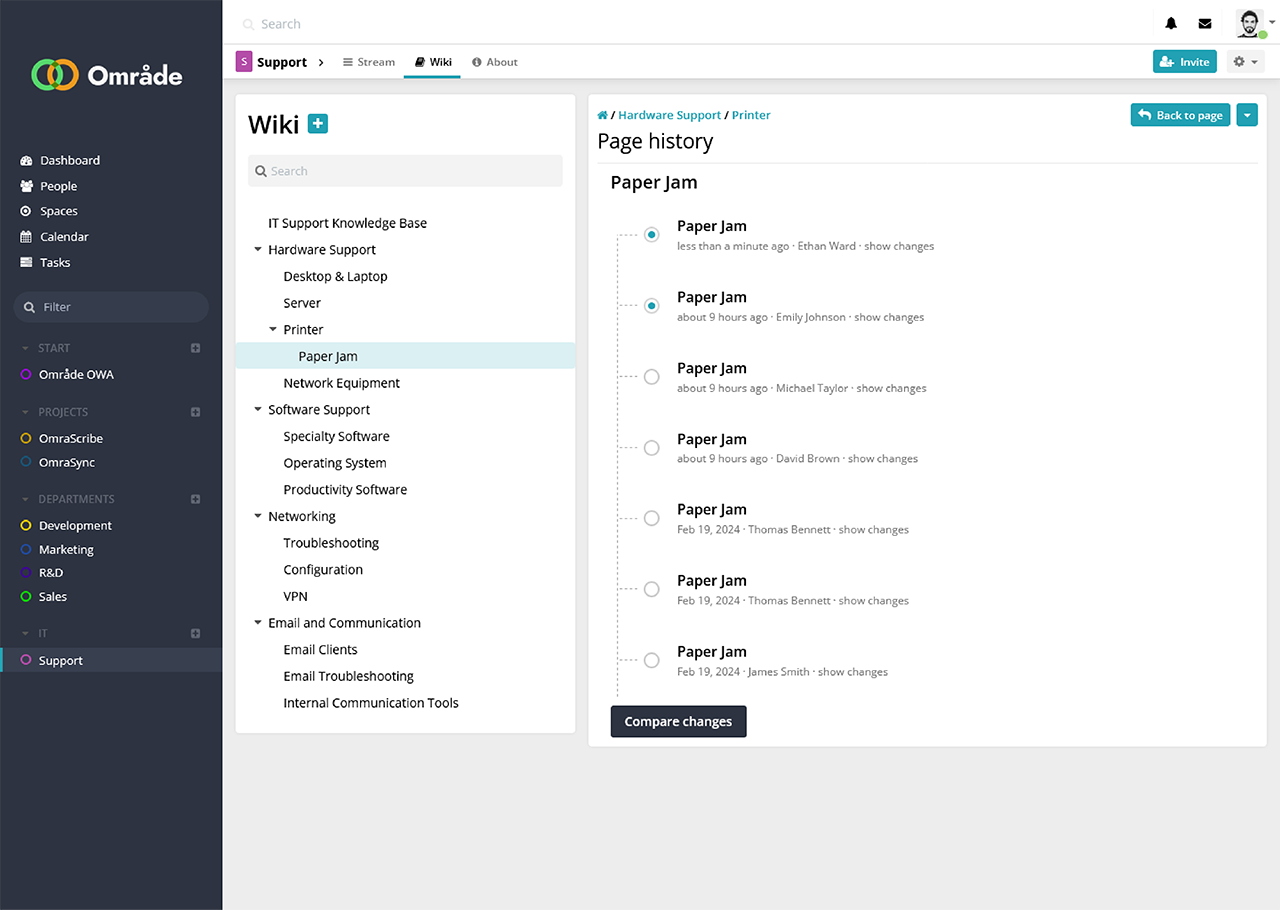 Område
Dashboard
People
Spaces
Calendar
Tasks
Filter
START
Område OWA
PROJECTS
OmraScribe
OmraSync
DEPARTMENTS
Development
Marketing
R&D
Sales
IT
Support
Search
S Support Stream Wiki About Invite
Wiki
Search
IT Support Knowledge Base
Hardware Support
Desktop & Laptop
Server
Printer
Paper Jam
Network Equipment
Software Support
Specialty Software
Operating System
Productivity Software
Networking
Troubleshooting
Configuration
VPN
Email and Communication
Email Clients
Email Troubleshooting
Internal Communication Tools
/ Hardware Support / Printer
Back to page
Page history
Paper Jam
Paper Jam
less than a minute ago · Ethan Ward · show changes
Paper Jam
about 9 hours ago · Emily Johnson · show changes
Paper Jam
about 9 hours ago · Michael Taylor · show changes
Paper Jam
about 9 hours ago · David Brown · show changes
Paper Jam
Feb 19, 2024 · Thomas Bennett · show changes
Paper Jam
Feb 19, 2024 · Thomas Bennett · show changes
Paper Jam
Feb 19, 2024 · James Smith · show changes
Compare changes